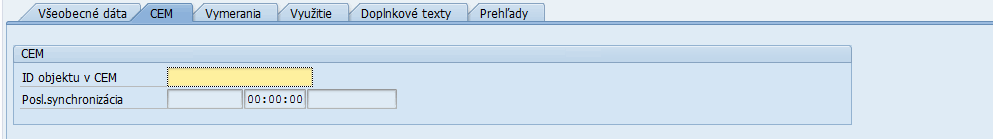 Všeobecné dáta CEM Vymerania Využitie Doplnkové texty Prehľady
CEM
ID objektu v CEM
Posl.synchronizácia 00:00:00